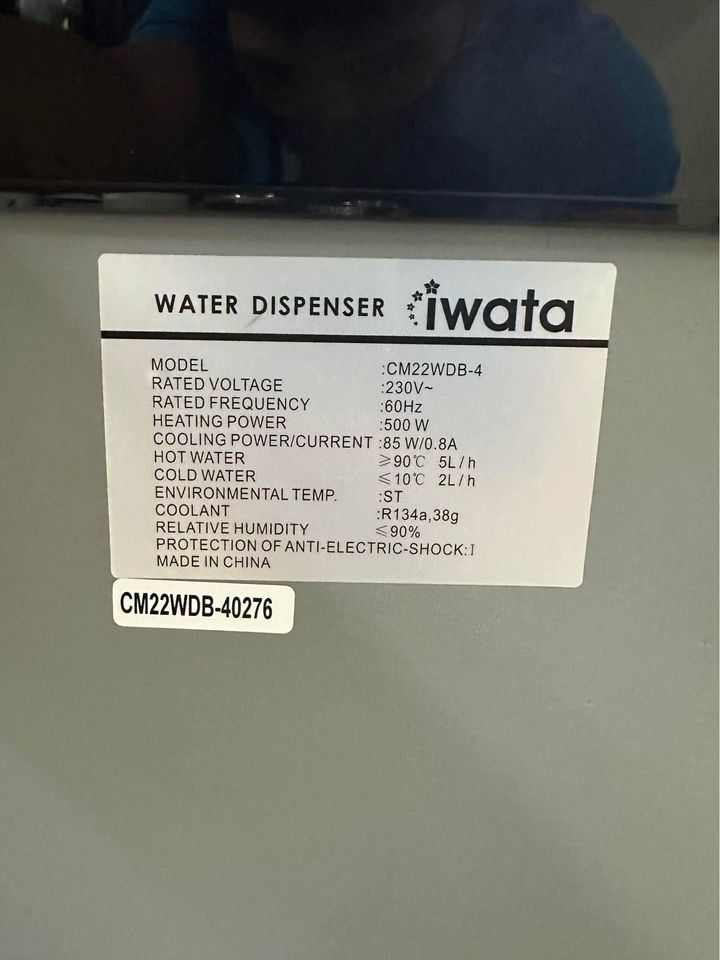 WATER DISPENSER iwata
MODEL :CM22WDB-4
RATED VOLTAGE :230V~
RATED FREQUENCY :60Hz
HEATING POWER :500 W
COOLING POWER/CURRENT :85 W/0.8A
HOT WATER ≥90℃ 5L/h
COLD WATER ≤10℃ 2L/h
ENVIRONMENTAL TEMP. :ST
COOLANT :R134a,38g
RELATIVE HUMIDITY ≤90%
PROTECTION OF ANTI-ELECTRIC-SHOCK:I
MADE IN CHINA
CM22WDB-40276